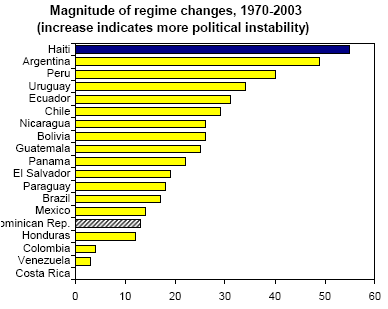 Magnitude of regime changes, 1970-2003
(increase indicates more political instability)
Haiti
Argentina
Peru
Uruguay
Ecuador
Chile
Nicaragua
Bolivia
Guatemala
Panama
El Salvador
Paraguay
Brazil
Mexico
ominican Rep.
Honduras
Colombia
Venezuela
Costa Rica
0 10 20 30 40 50 60